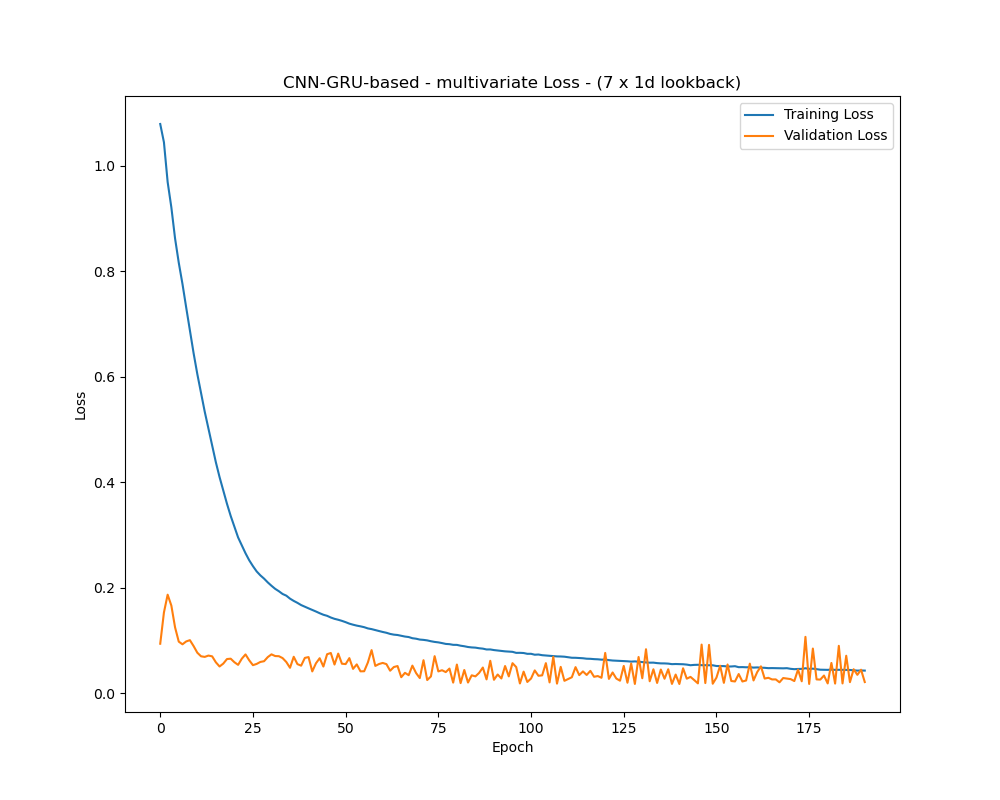 CNN-GRU-based - multivariate Loss - (7 x 1d lookback)
Training Loss
Validation Loss
1.0
0.8
0.6
0.4
0.2
0.0
Loss
0 25 50 75 100 125 150 175
Epoch